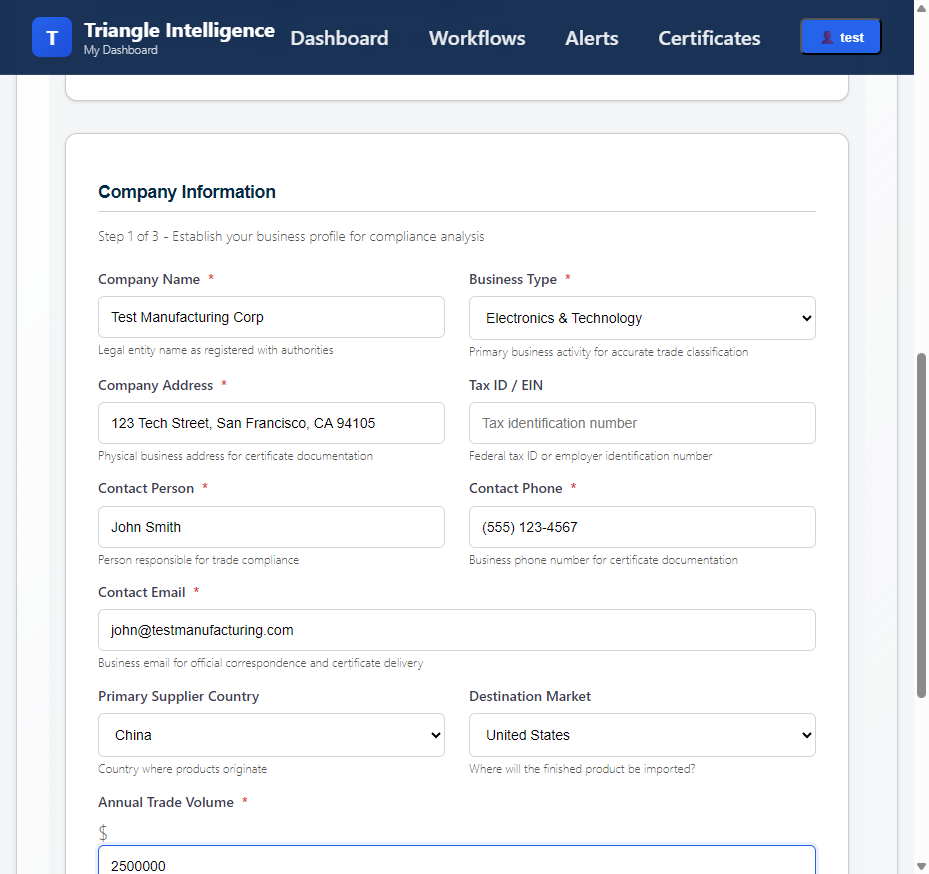 T
Triangle Intelligence
My Dashboard
Dashboard
Workflows
Alerts
Certificates
test
Company Information
Step 1 of 3 - Establish your business profile for compliance analysis
Company Name *
Business Type *
Test Manufacturing Corp
Electronics & Technology
Legal entity name as registered with authorities
Primary business activity for accurate trade classification
Company Address *
Tax ID / EIN
123 Tech Street, San Francisco, CA 94105
Tax identification number
Physical business address for certificate documentation
Federal tax ID or employer identification number
Contact Person *
Contact Phone *
John Smith
(555) 123-4567
Person responsible for trade compliance
Business phone number for certificate documentation
Contact Email *
john@testmanufacturing.com
Business email for official correspondence and certificate delivery
Primary Supplier Country
Destination Market
China
United States
Country where products originate
Where will the finished product be imported?
Annual Trade Volume *
$
2500000